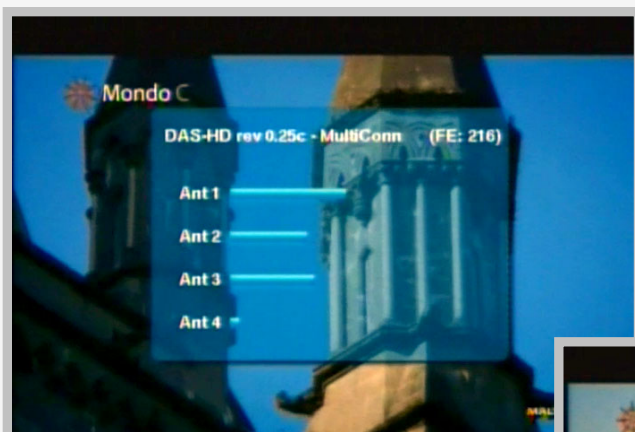 Mondo C
DAS-HD rev 0.25c - MultiConn (FE: 216)
Ant 1
Ant 2
Ant 3
Ant 4